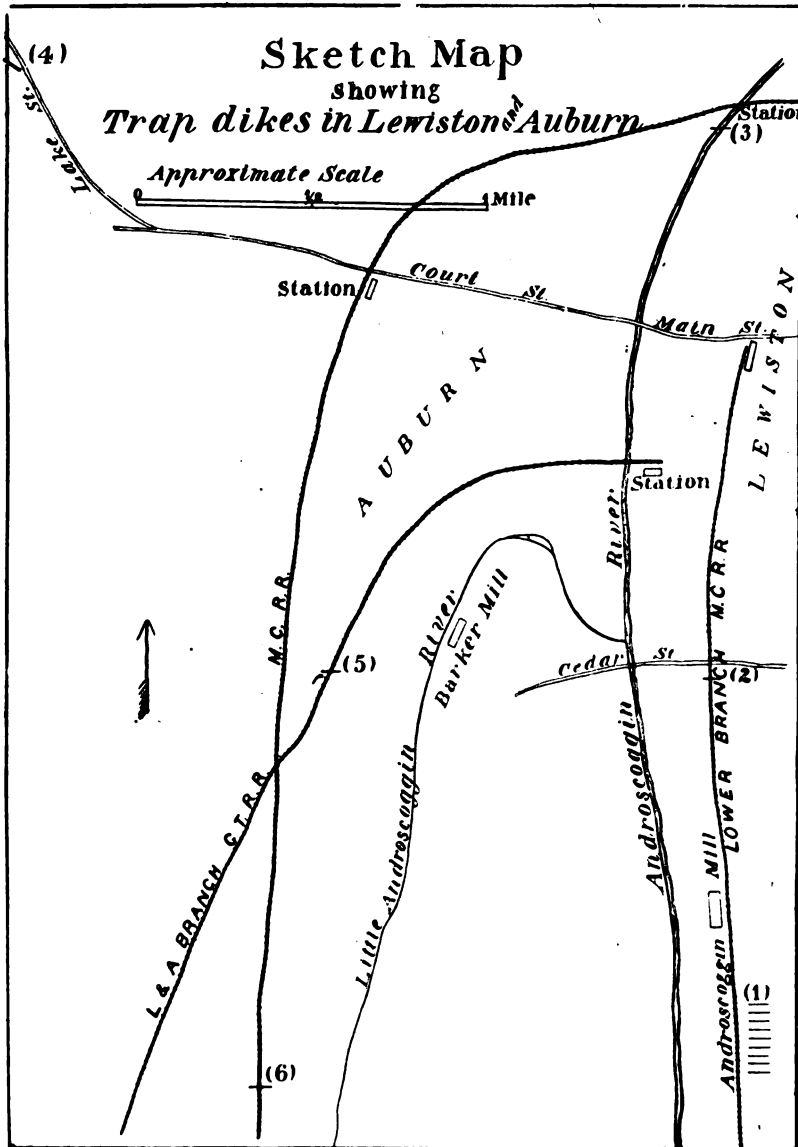 Sketch Map
showing
Trap dikes in Lewiston and Auburn
(4)
Lake St.
Approximate Scale
0 1/2 1 Mile
Station
(3)
Station
Court St.
Main St.
LEWISTON
AUBURN
Station
River
M.C. R.R.
(5)
River
Barker Mill
Cedar St
(2)
LOWER BRANCH M.C R.R
Androscoggin
Little Androscoggin
L & A BRANCH G T. R. R.
Androscoggin Mill
(1)
(6)